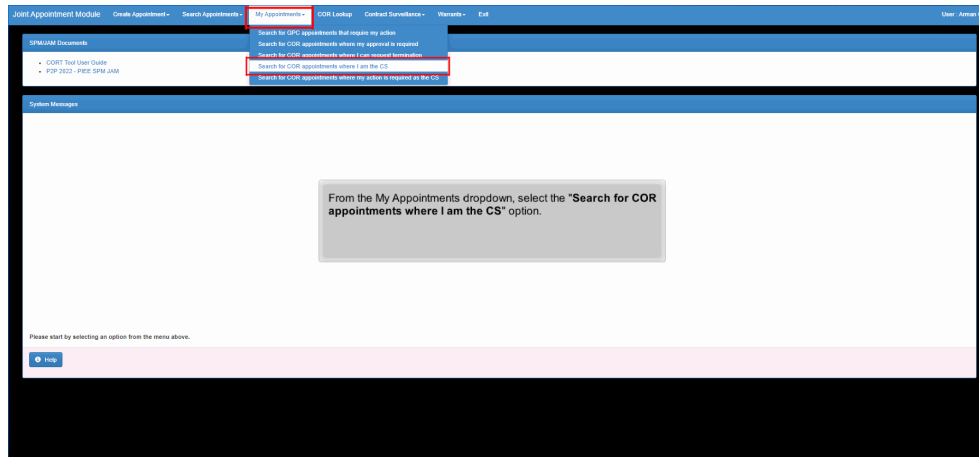 Joint Appointment Module Create Appointment Search Appointments My Appointments COR Lookup Contract Surveillance Warrants Exit User : Arman
Search for GPC appointments that require my action
Search for COR appointments where my approval is required
Search for COR appointments where I can request termination
Search for COR appointments where I am the CS
Search for COR appointments where my action is required as the CS
SPM/JAM Documents
CORT Tool User Guide
P2P 2022 - PIEE SPM JAM
System Messages
From the My Appointments dropdown, select the "Search for COR
appointments where I am the CS" option.
Please start by selecting an option from the menu above.
Help